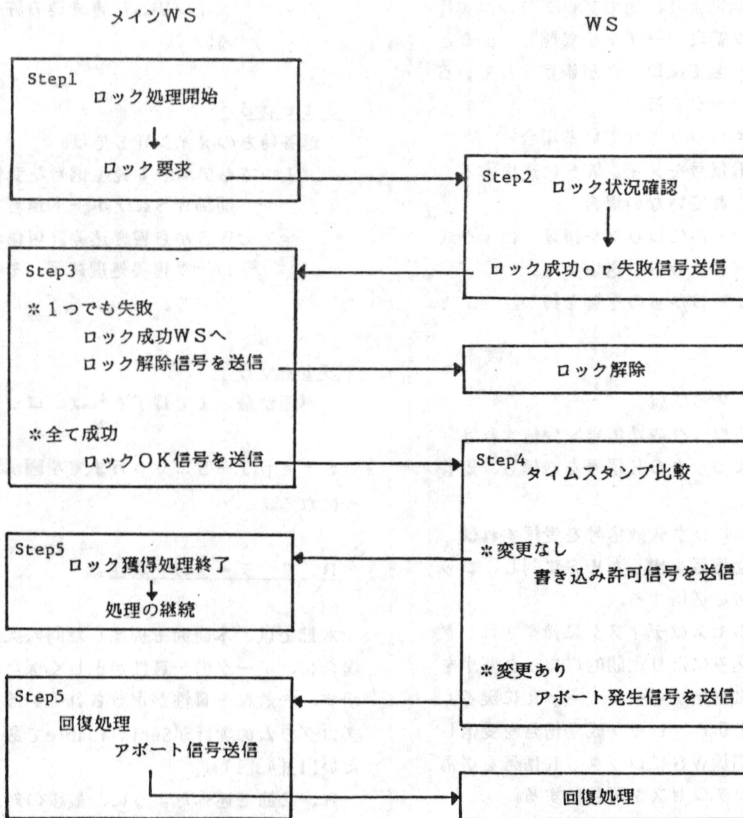 メインWS
WS
Step1
ロック処理開始
ロック要求
Step2
ロック状況確認
ロック成功or失敗信号送信
Step3
※1つでも失敗
ロック成功WSへ
ロック解除信号を送信
ロック解除
※全て成功
ロックOK信号を送信
Step4
タイムスタンプ比較
※変更なし
書き込み許可信号を送信
Step5
ロック獲得処理終了
処理の継続
※変更あり
アボート発生信号を送信
Step5
回復処理
アボート信号送信
回復処理